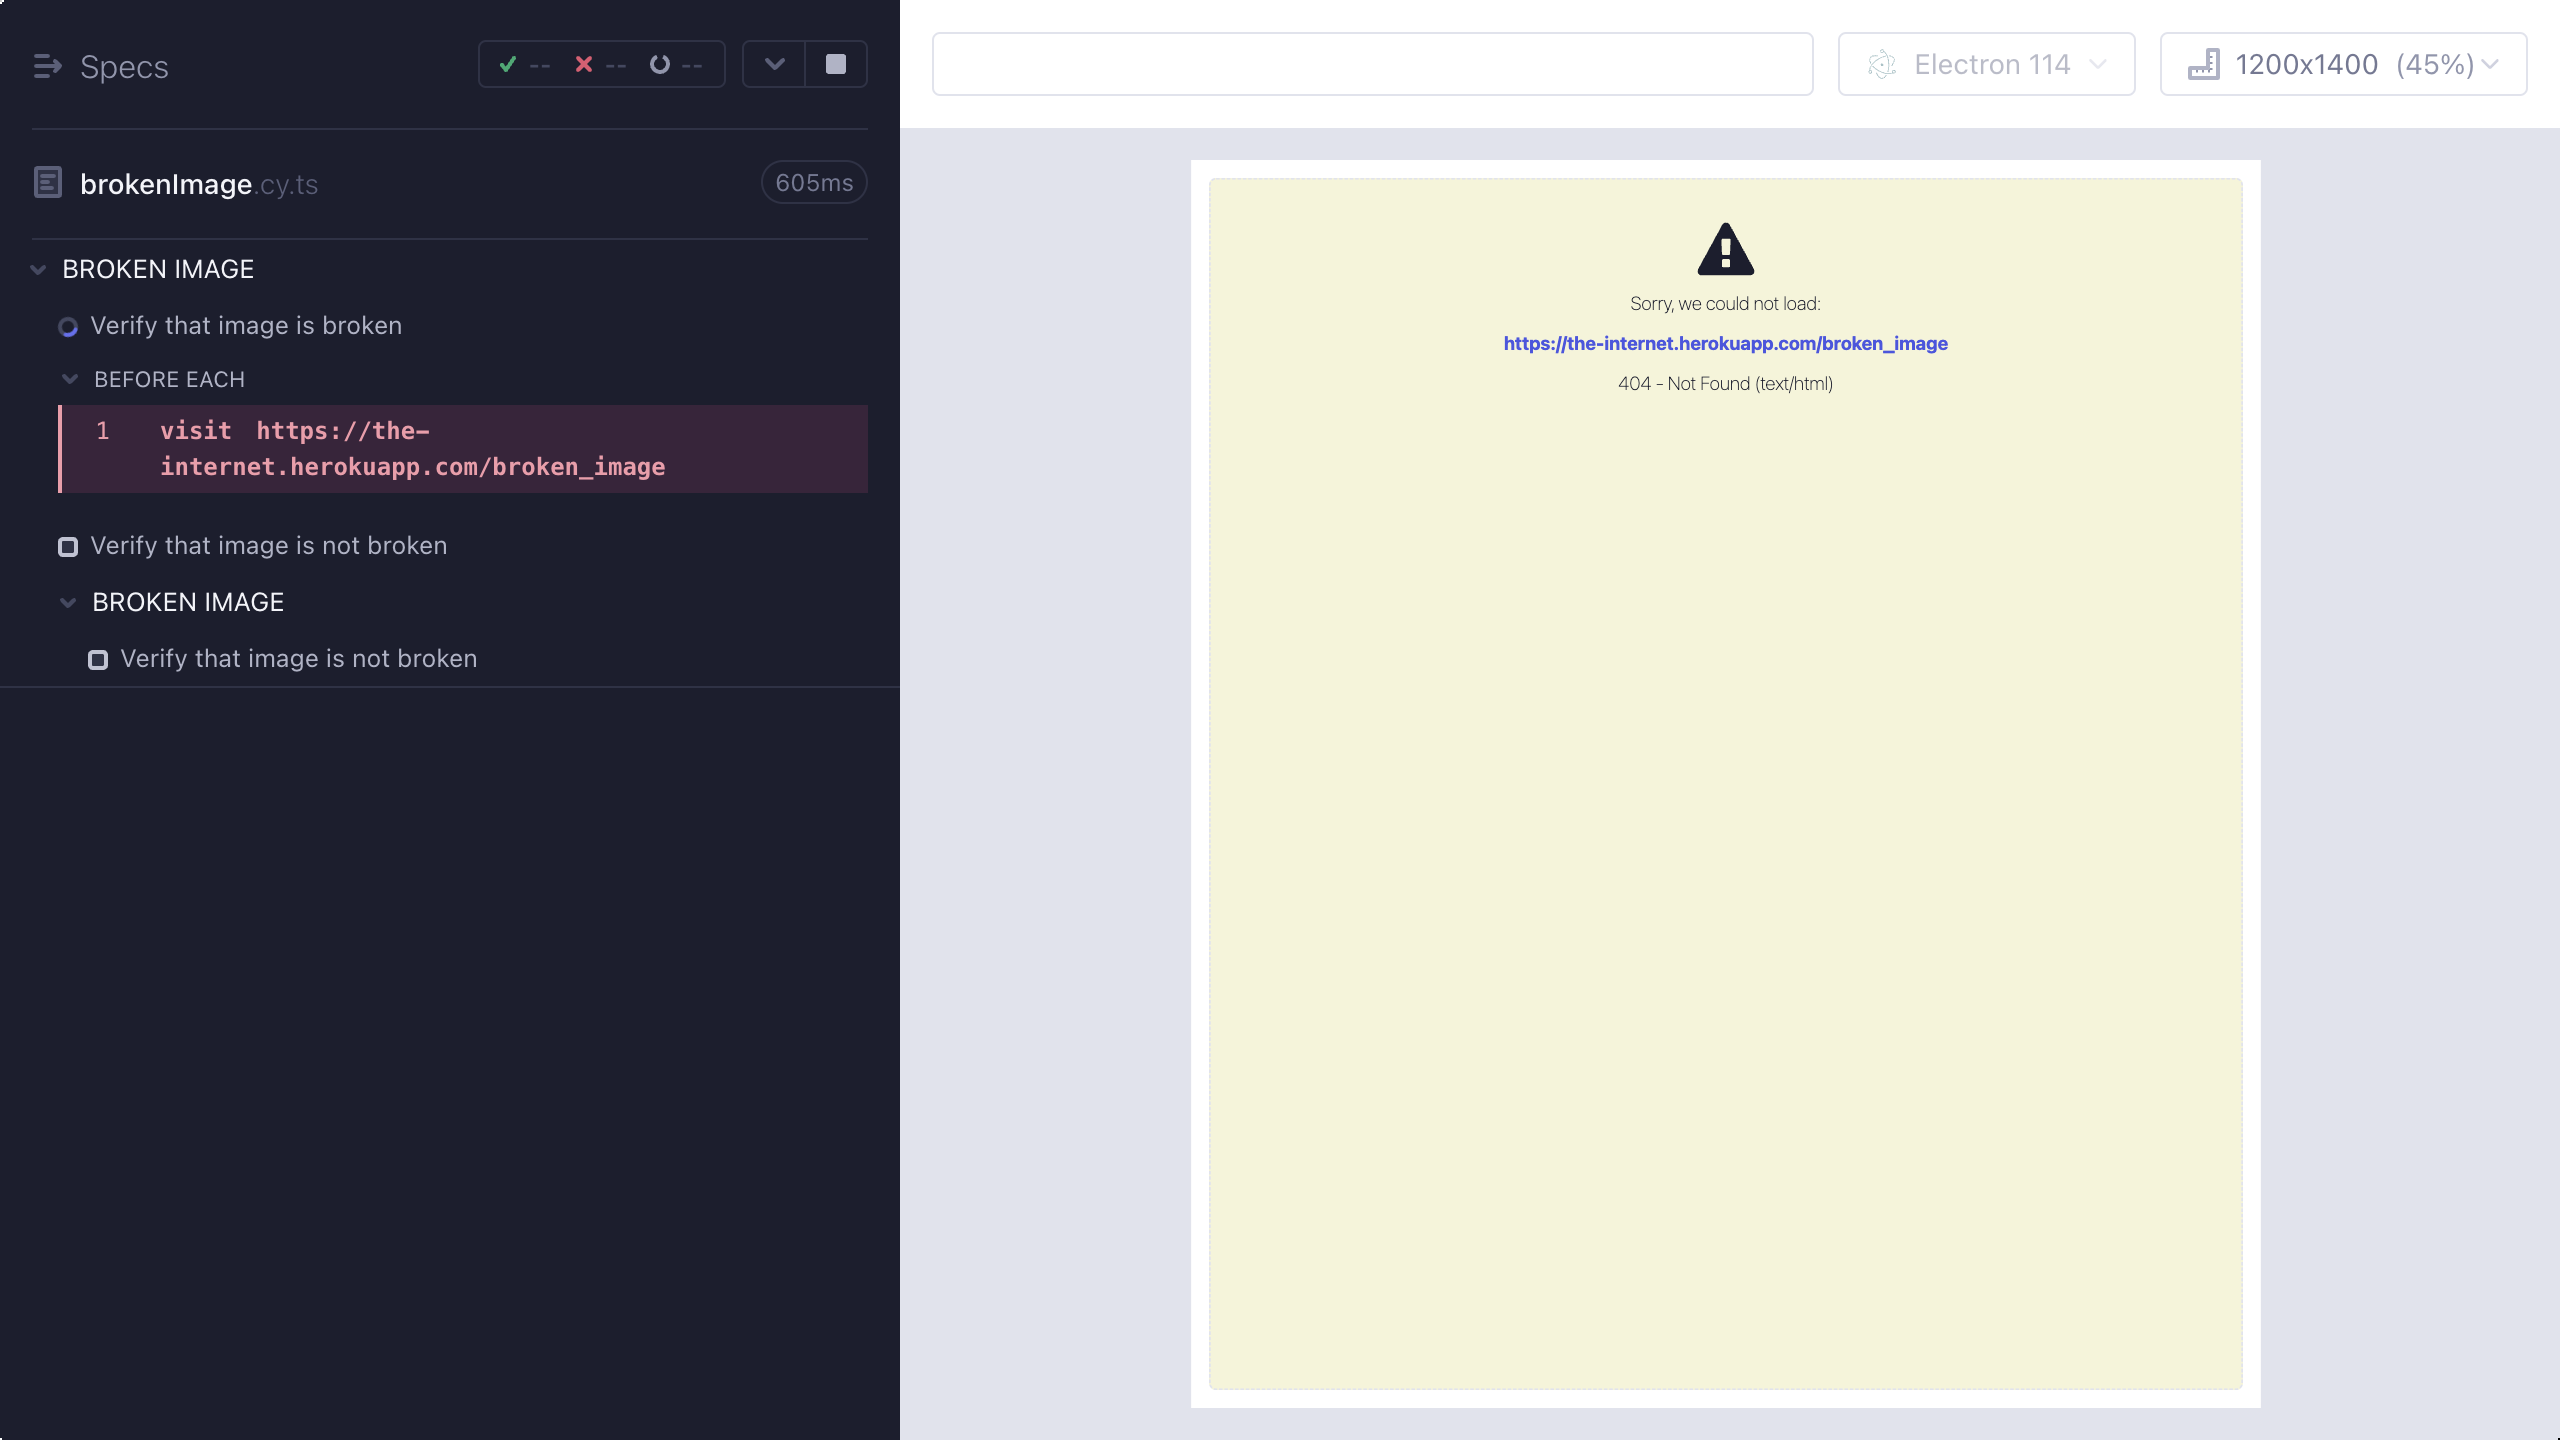 Specs
-- -- --
brokenImage.cy.ts
605ms
BROKEN IMAGE
Verify that image is broken
BEFORE EACH
1 visit https://the-
internet.herokuapp.com/broken_image
Verify that image is not broken
BROKEN IMAGE
Verify that image is not broken
Electron 114
1200x1400 (45%)
Sorry, we could not load:
https://the-internet.herokuapp.com/broken_image
404 - Not Found (text/html)